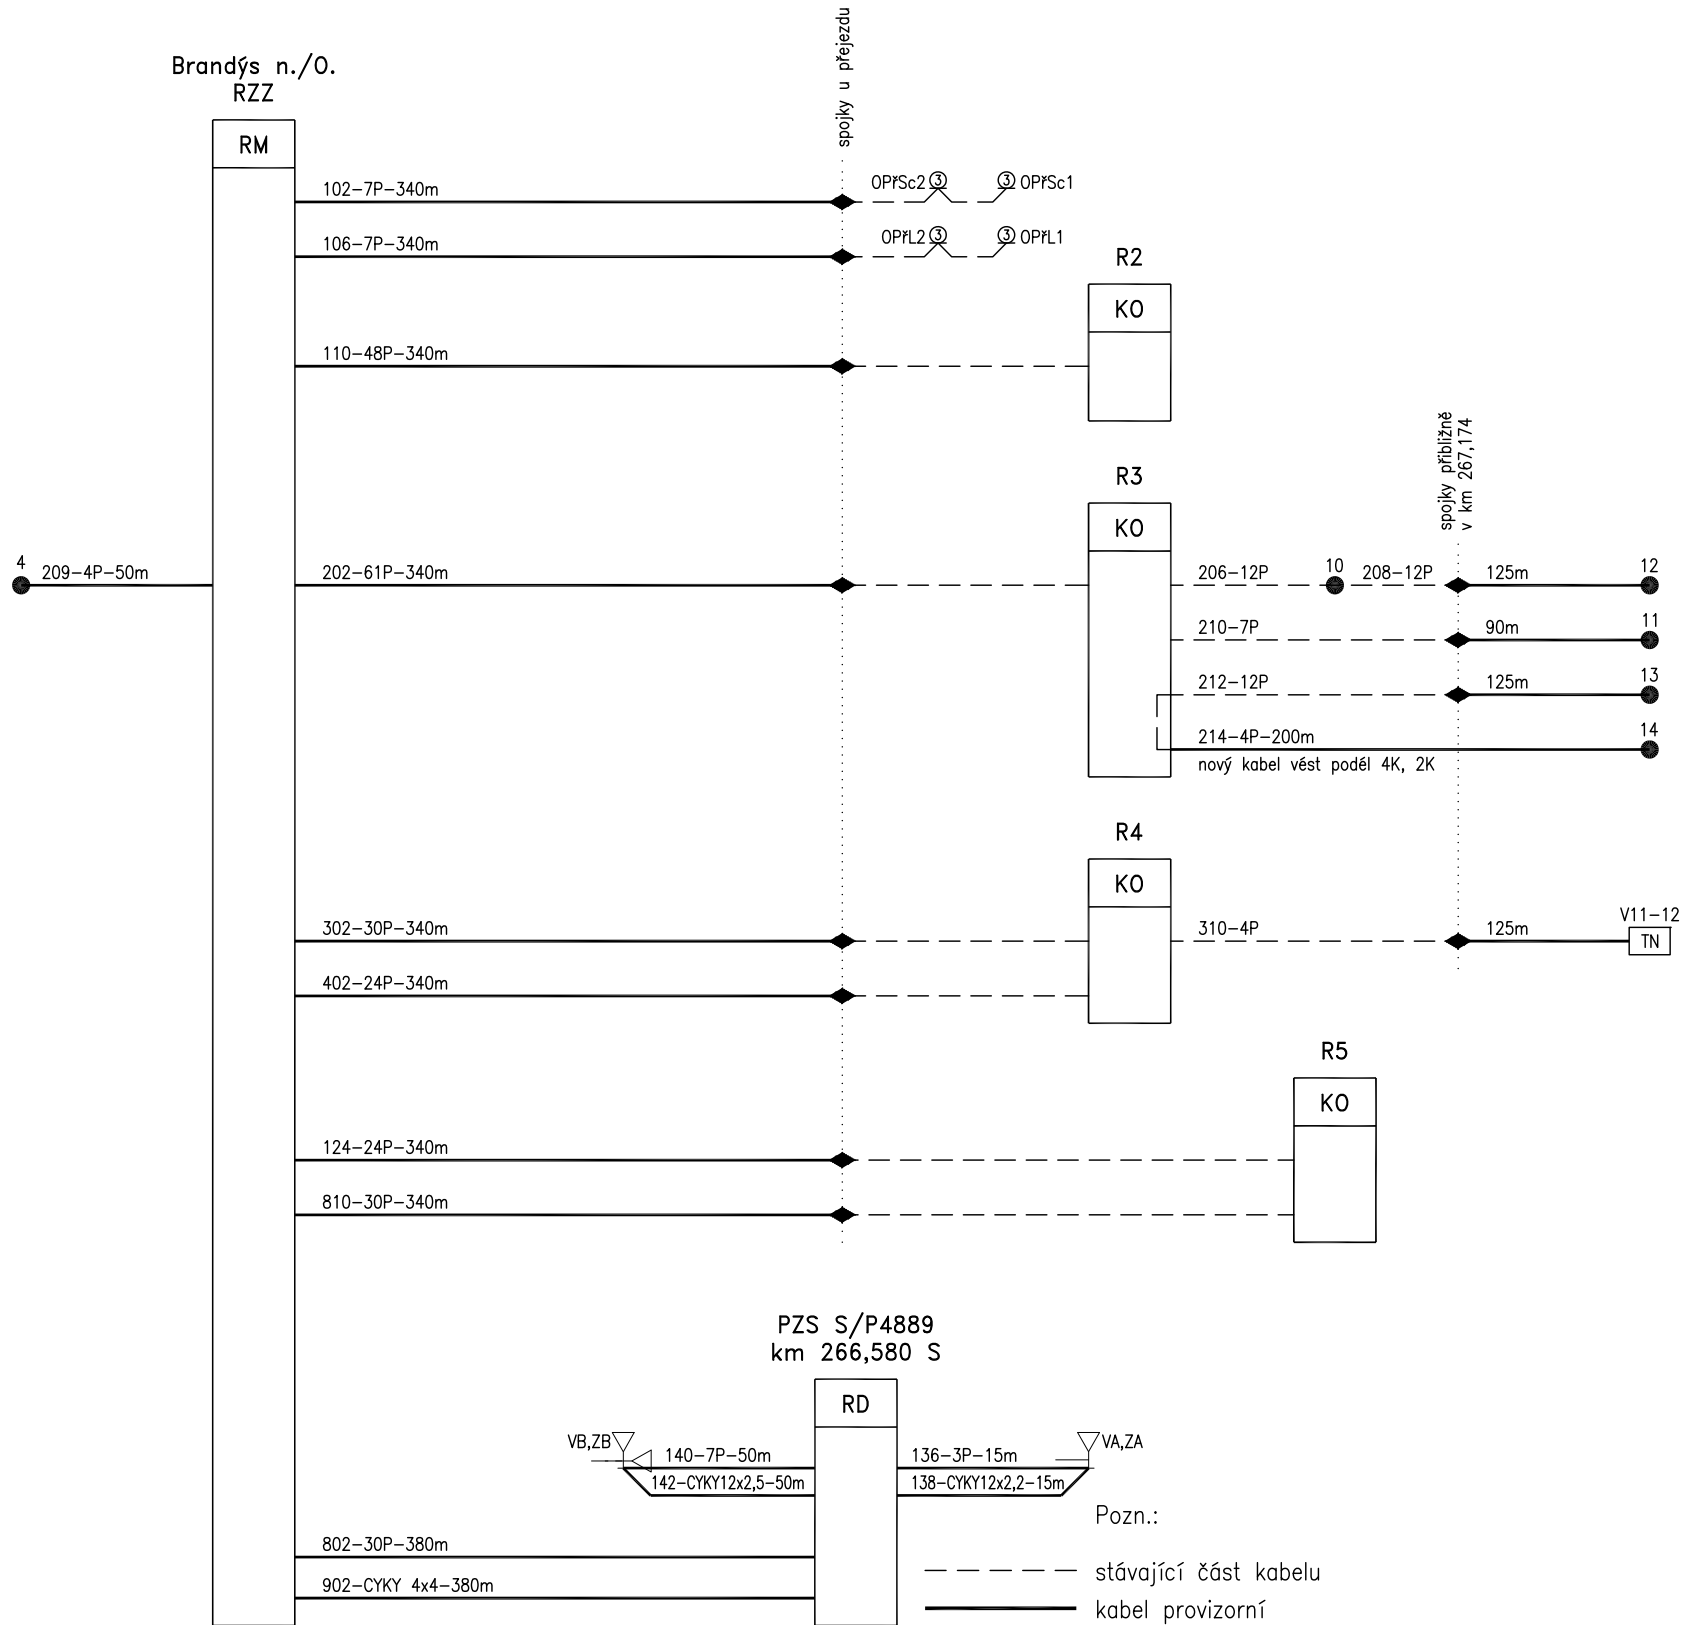 spojky u přejezdu
Brandýs n./O.
RZZ
RM
102-7P-340m
OPřSc2 3
3 OPřSc1
106-7P-340m
OPřL2 3
3 OPřL1
R2
KO
110-48P-340m
spojky přibližně
v km 267,174
R3
KO
4
209-4P-50m
202-61P-340m
206-12P
10
208-12P
125m
12
210-7P
90m
11
212-12P
125m
13
214-4P-200m
14
nový kabel vést podél 4K, 2K
R4
KO
302-30P-340m
310-4P
125m
V11-12
TN
402-24P-340m
R5
KO
124-24P-340m
810-30P-340m
PZS S/P4889
km 266,580 S
RD
VB,ZB
140-7P-50m
136-3P-15m
VA,ZA
142-CYKY12x2,5-50m
138-CYKY12x2,2-15m
Pozn.:
802-30P-380m
stávající část kabelu
902-CYKY 4x4-380m
kabel provizorní